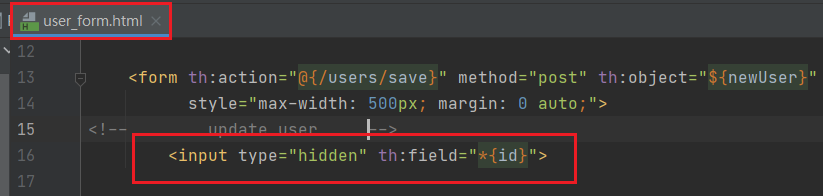 user_form.html
12
13 <form th:action="@{/users/save}" method="post" th:object="${newUser}"
14 style="max-width: 500px; margin: 0 auto;">
15 <!-- update user -->
16 <input type="hidden" th:field="*{id}">
17